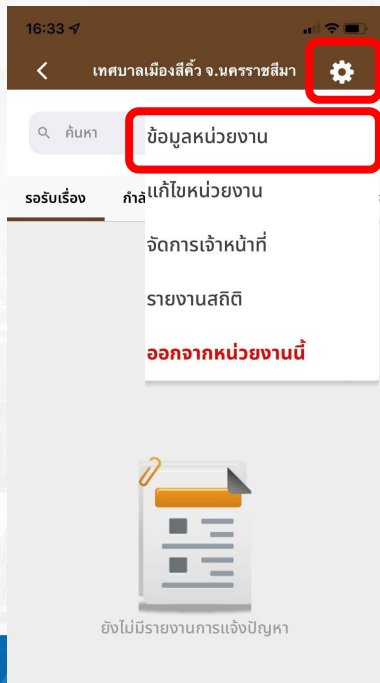 16:33
เทศบาลเมืองสีคิ้ว จ.นครราชสีมา
ค้นหา
ข้อมูลหน่วยงาน
รอรับเรื่อง
แก้ไขหน่วยงาน
จัดการเจ้าหน้าที่
รายงานสถิติ
ออกจากหน่วยงานนี้
ยังไม่มีรายงานการแจ้งปัญหา